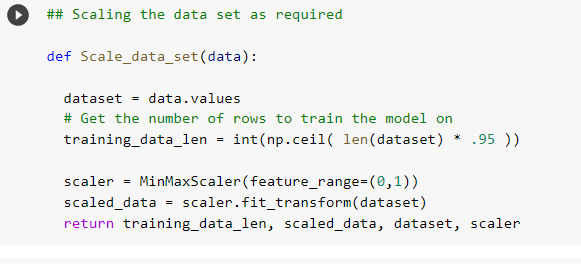 ## Scaling the data set as required
def Scale_data_set(data):
dataset = data.values
# Get the number of rows to train the model on
training_data_len = int(np.ceil( len(dataset) * .95 ))
scaler = MinMaxScaler(feature_range=(0,1))
scaled_data = scaler.fit_transform(dataset)
return training_data_len, scaled_data, dataset, scaler